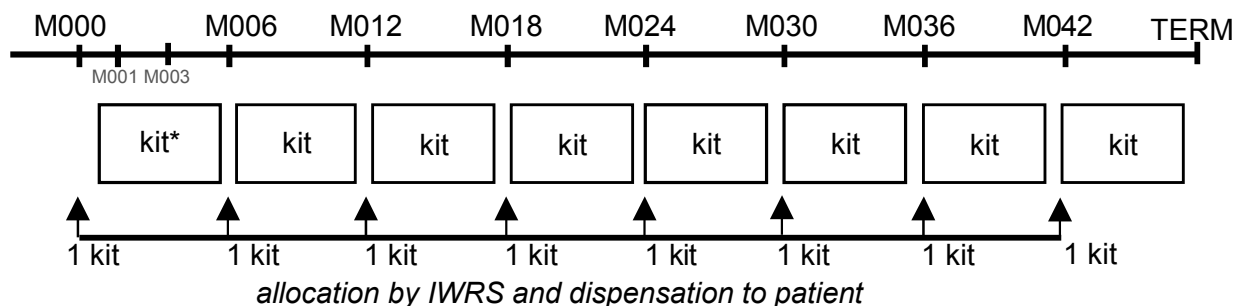 M000 M006 M012 M018 M024 M030 M036 M042 TERM
M001 M003
kit* kit kit kit kit kit kit kit
1 kit 1 kit 1 kit 1 kit 1 kit 1 kit 1 kit 1 kit
allocation by IWRS and dispensation to patient